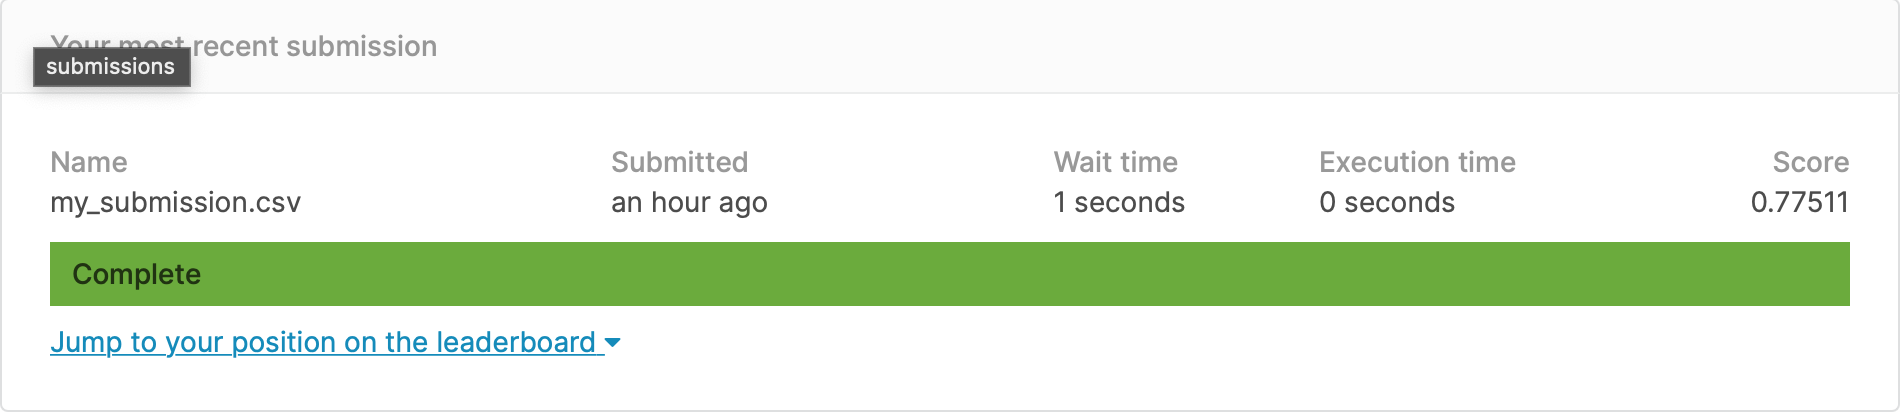 Your most recent submission
submissions
Name Submitted Wait time Execution time Score
my_submission.csv an hour ago 1 seconds 0 seconds 0.77511
Complete
Jump to your position on the leaderboard